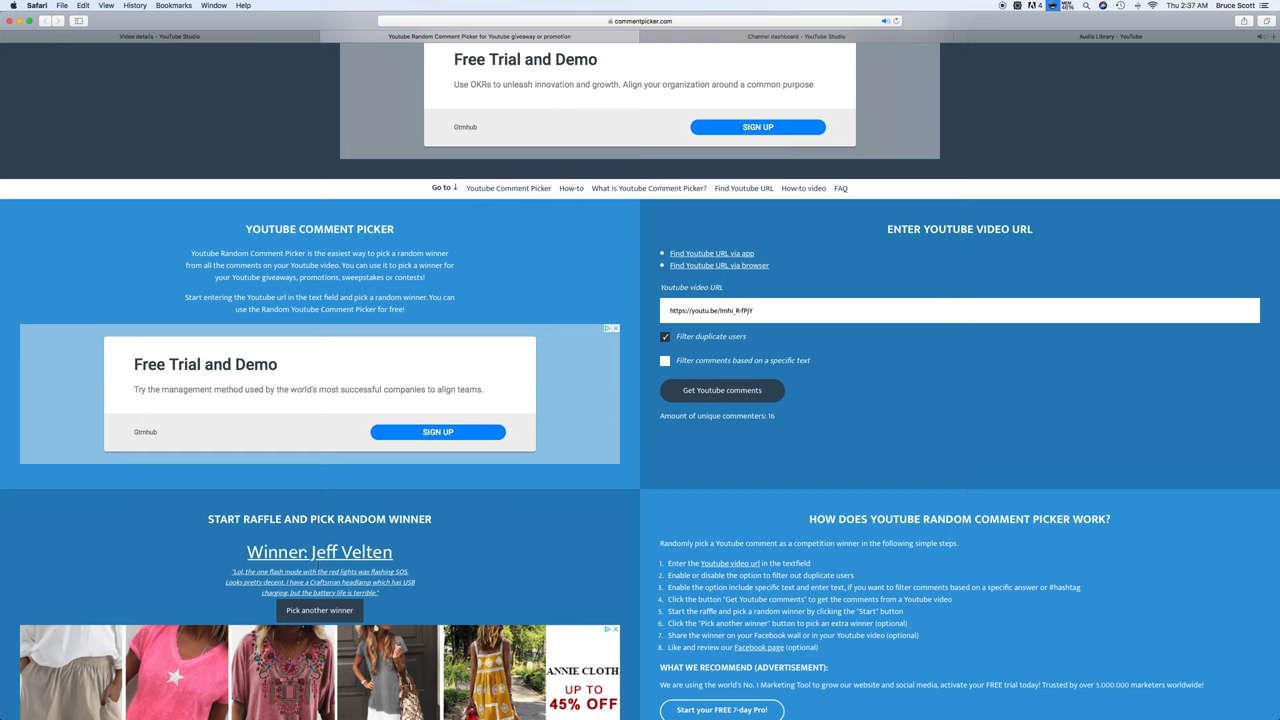 Safari File Edit View History Bookmarks Window Help
4 MEM 46% Thu 2:37 AM Bruce Scott
commentpicker.com
Video details - YouTube Studio
Youtube Random Comment Picker for Youtube giveaway or promotion
Channel dashboard - YouTube Studio
Audio Library - YouTube
Free Trial and Demo
Use OKRs to unleash innovation and growth. Align your organization around a common purpose
Gtmhub
SIGN UP
Go to ↓ Youtube Comment Picker How-to What is Youtube Comment Picker? Find Youtube URL How-to video FAQ
YOUTUBE COMMENT PICKER
Youtube Random Comment Picker is the easiest way to pick a random winner
from all the comments on your Youtube video. You can use it to pick a winner for
your Youtube giveaways, promotions, sweepstakes or contests!
Start entering the Youtube url in the text field and pick a random winner. You can
use the Random Youtube Comment Picker for free!
Free Trial and Demo
Try the management method used by the world's most successful companies to align teams.
Gtmhub
SIGN UP
ENTER YOUTUBE VIDEO URL
• Find Youtube URL via app
• Find Youtube URL via browser
Youtube video URL
https://youtu.be/Imhi_R-fPjY
Filter duplicate users
Filter comments based on a specific text
Get Youtube comments
Amount of unique commenters: 16
START RAFFLE AND PICK RANDOM WINNER
Winner: Jeff Velten
"Lol, the one flash mode with the red lights was flashing SOS.
Looks pretty decent. I have a Craftsman headlamp which has USB
charging, but the battery life is terrible."
Pick another winner
ANNIE CLOTH
UP TO
45% OFF
HOW DOES YOUTUBE RANDOM COMMENT PICKER WORK?
Randomly pick a Youtube comment as a competition winner in the following simple steps.
1. Enter the Youtube video url in the textfield
2. Enable or disable the option to filter out duplicate users
3. Enable the option include specific text and enter text, if you want to filter comments based on a specific answer or #hashtag
4. Click the button "Get Youtube comments" to get the comments from a Youtube video
5. Start the raffle and pick a random winner by clicking the "Start" button
6. Click the "Pick another winner" button to pick an extra winner (optional)
7. Share the winner on your Facebook wall or in your Youtube video (optional)
8. Like and review our Facebook page (optional)
WHAT WE RECOMMEND (ADVERTISEMENT):
We are using the world's No. 1 Marketing Tool to grow our website and social media, activate your FREE trial today! Trusted by over 5.000.000 marketers worldwide!
Start your FREE 7-day Pro!